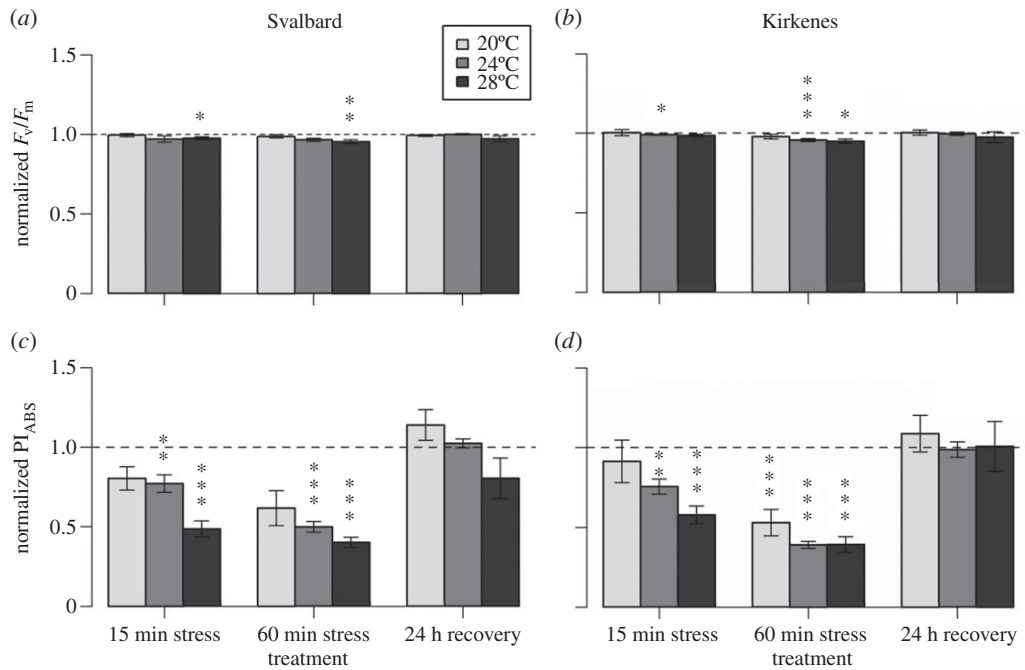 (a) Svalbard
(b) Kirkenes
20ºC
24ºC
28ºC
normalized Fv/Fm
1.5
1.0
0.5
0
* ** * *** *
(c)
(d)
normalized PIABS
1.5
1.0
0.5
0
** *** *** *** ** *** *** *** ***
15 min stress 60 min stress 24 h recovery
treatment
15 min stress 60 min stress 24 h recovery
treatment